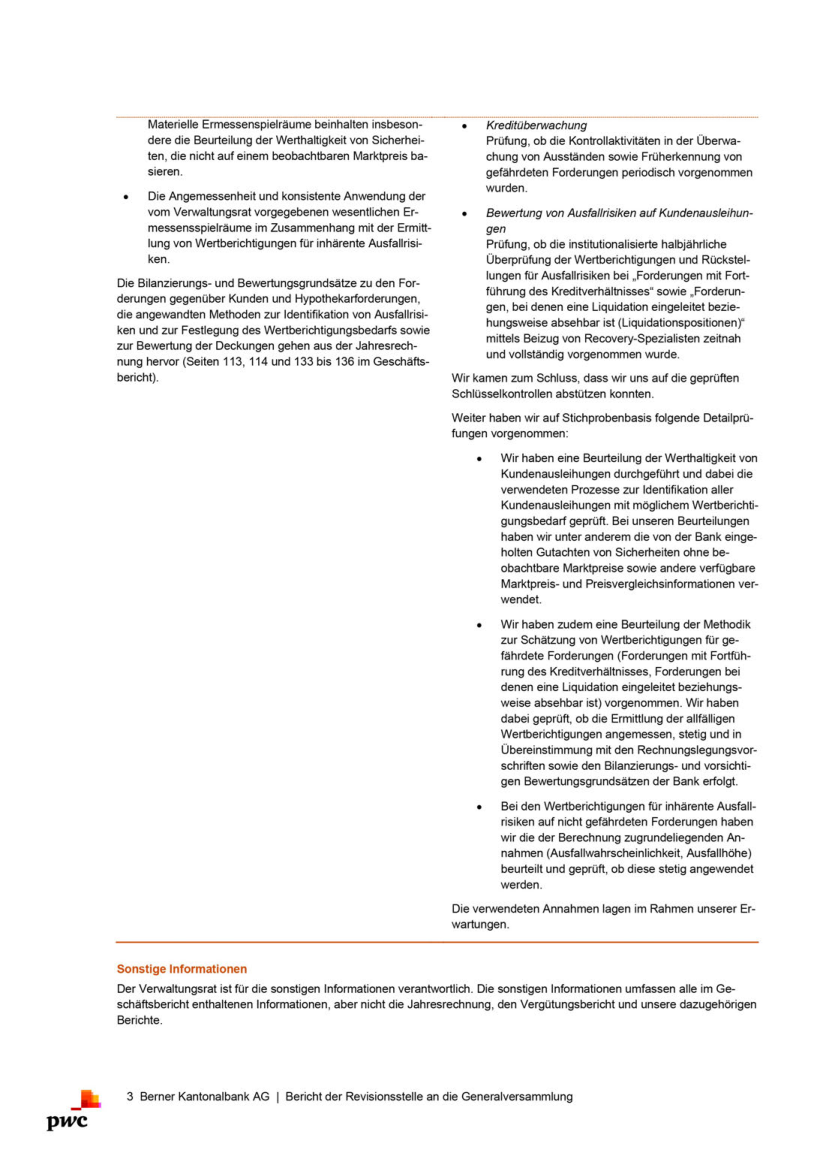 Materielle Ermessenspielräume beinhalten insbeson-
dere die Beurteilung der Werthaltigkeit von Sicherhei-
ten, die nicht auf einem beobachtbaren Marktpreis ba-
sieren.
• Die Angemessenheit und konsistente Anwendung der
vom Verwaltungsrat vorgegebenen wesentlichen Er-
messensspielräume im Zusammenhang mit der Ermitt-
lung von Wertberichtigungen für inhärente Ausfallrisi-
ken.
Die Bilanzierungs- und Bewertungsgrundsätze zu den For-
derungen gegenüber Kunden und Hypothekarforderungen,
die angewandten Methoden zur Identifikation von Ausfallrisi-
ken und zur Festlegung des Wertberichtigungsbedarfs sowie
zur Bewertung der Deckungen gehen aus der Jahresrech-
nung hervor (Seiten 113, 114 und 133 bis 136 im Geschäfts-
bericht).
• Kreditüberwachung
Prüfung, ob die Kontrollaktivitäten in der Überwa-
chung von Ausständen sowie Früherkennung von
gefährdeten Forderungen periodisch vorgenommen
wurden.
• Bewertung von Ausfallrisiken auf Kundenausleihun-
gen
Prüfung, ob die institutionalisierte halbjährliche
Überprüfung der Wertberichtigungen und Rückstel-
lungen für Ausfallrisiken bei „Forderungen mit Fort-
führung des Kreditverhältnisses“ sowie „Forderun-
gen, bei denen eine Liquidation eingeleitet bezie-
hungsweise absehbar ist (Liquidationspositionen)“
mittels Beizug von Recovery-Spezialisten zeitnah
und vollständig vorgenommen wurde.
Wir kamen zum Schluss, dass wir uns auf die geprüften
Schlüsselkontrollen abstützen konnten.
Weiter haben wir auf Stichprobenbasis folgende Detailprü-
fungen vorgenommen:
• Wir haben eine Beurteilung der Werthaltigkeit von
Kundenausleihungen durchgeführt und dabei die
verwendeten Prozesse zur Identifikation aller
Kundenausleihungen mit möglichem Wertberichti-
gungsbedarf geprüft. Bei unseren Beurteilungen
haben wir unter anderem die von der Bank einge-
holten Gutachten von Sicherheiten ohne be-
obachtbare Marktpreise sowie andere verfügbare
Marktpreis- und Preisvergleichsinformationen ver-
wendet.
• Wir haben zudem eine Beurteilung der Methodik
zur Schätzung von Wertberichtigungen für ge-
fährdete Forderungen (Forderungen mit Fortfüh-
rung des Kreditverhältnisses, Forderungen bei
denen eine Liquidation eingeleitet beziehungs-
weise absehbar ist) vorgenommen. Wir haben
dabei geprüft, ob die Ermittlung der allfälligen
Wertberichtigungen angemessen, stetig und in
Übereinstimmung mit den Rechnungslegungsvor-
schriften sowie den Bilanzierungs- und vorsichti-
gen Bewertungsgrundsätzen der Bank erfolgt.
• Bei den Wertberichtigungen für inhärente Ausfall-
risiken auf nicht gefährdeten Forderungen haben
wir die der Berechnung zugrundeliegenden An-
nahmen (Ausfallwahrscheinlichkeit, Ausfallhöhe)
beurteilt und geprüft, ob diese stetig angewendet
werden.
Die verwendeten Annahmen lagen im Rahmen unserer Er-
wartungen.
Sonstige Informationen
Der Verwaltungsrat ist für die sonstigen Informationen verantwortlich. Die sonstigen Informationen umfassen alle im Ge-
schäftsbericht enthaltenen Informationen, aber nicht die Jahresrechnung, den Vergütungsbericht und unsere dazugehörigen
Berichte.
3 Berner Kantonalbank AG | Bericht der Revisionsstelle an die Generalversammlung
pwc